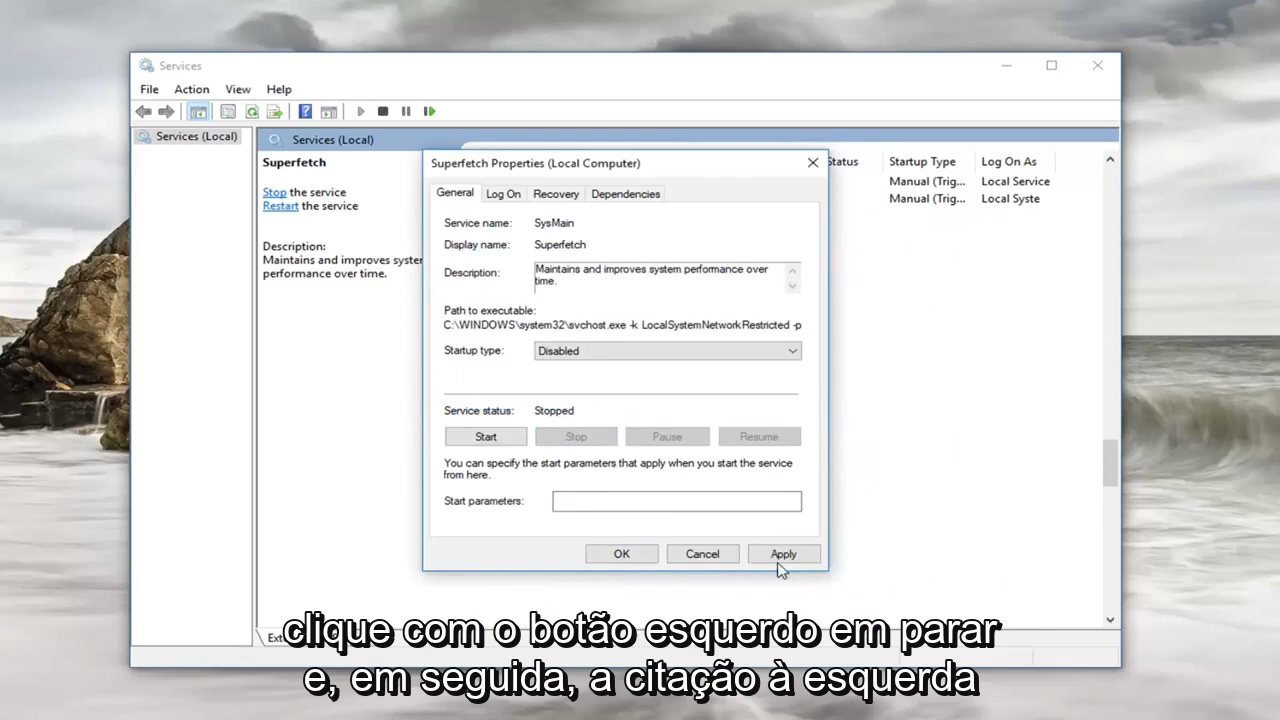 Services
File Action View Help
Services (Local)
Services (Local)
Superfetch
Stop the service
Restart the service
Description:
Maintains and improves syster
performance over time.
Status Startup Type Log On As
Manual (Trig... Local Service
Manual (Trig... Local Syste
Superfetch Properties (Local Computer)
General Log On Recovery Dependencies
Service name: SysMain
Display name: Superfetch
Description: Maintains and improves system performance over
time.
Path to executable:
C:\WINDOWS\system32\svchost.exe -k LocalSystemNetworkRestricted -p
Startup type: Disabled
Service status: Stopped
Start Stop Pause Resume
You can specify the start parameters that apply when you start the service
from here.
Start parameters:
OK Cancel Apply
clique com o botão esquerdo em parar
e, em seguida, a citação à esquerda